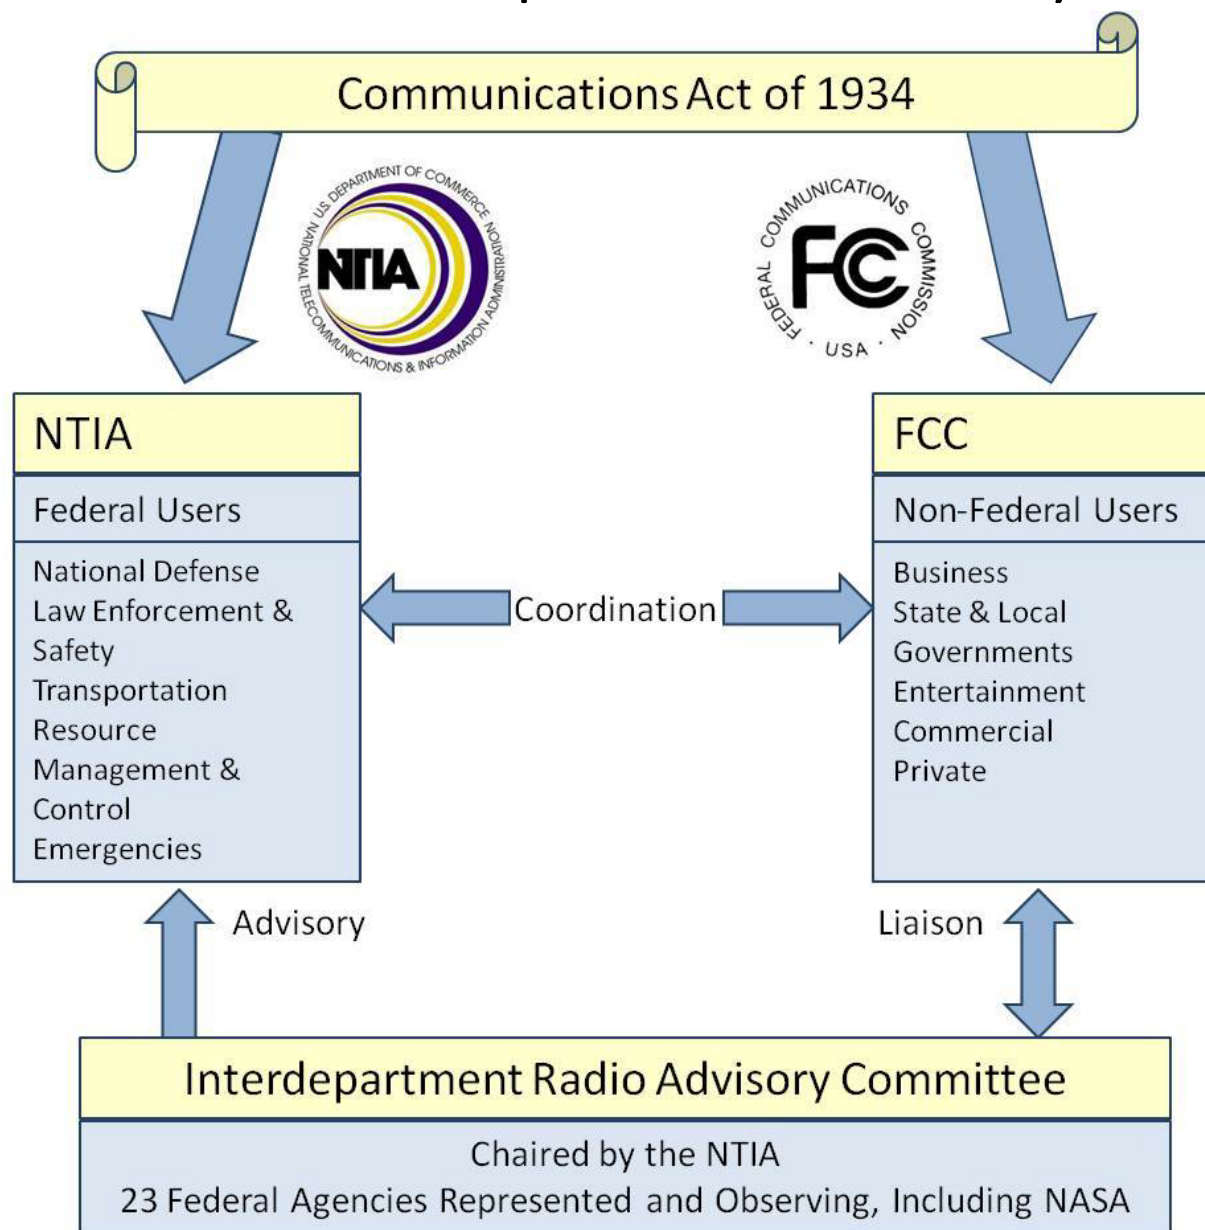 Communications Act of 1934
NATIONAL TELECOMMUNICATIONS & INFORMATION ADMINISTRATION
U.S. DEPARTMENT OF COMMERCE
NTIA
FEDERAL COMMUNICATIONS COMMISSION
· USA ·
FCC
NTIA
Federal Users
National Defense
Law Enforcement &
Safety
Transportation
Resource
Management &
Control
Emergencies
Coordination
FCC
Non-Federal Users
Business
State & Local
Governments
Entertainment
Commercial
Private
Advisory
Liaison
Interdepartment Radio Advisory Committee
Chaired by the NTIA
23 Federal Agencies Represented and Observing, Including NASA